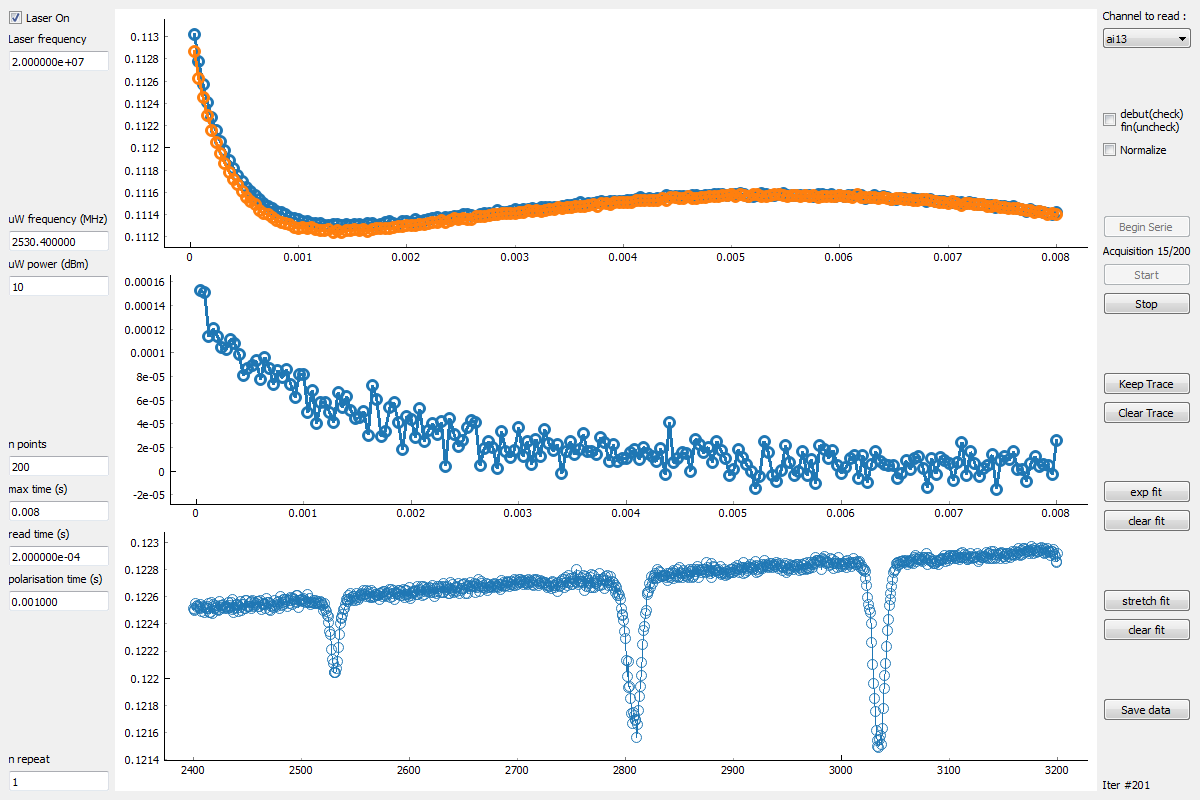 Laser On
Laser frequency
2.000000e+07
uW frequency (MHz)
2530.400000
uW power (dBm)
10
n points
200
max time (s)
0.008
read time (s)
2.000000e-04
polarisation time (s)
0.001000
n repeat
1
0.113
0.1128
0.1126
0.1124
0.1122
0.112
0.1118
0.1116
0.1114
0.1112
0 0.001 0.002 0.003 0.004 0.005 0.006 0.007 0.008
0.00016
0.00014
0.00012
0.0001
8e-05
6e-05
4e-05
2e-05
0
-2e-05
0 0.001 0.002 0.003 0.004 0.005 0.006 0.007 0.008
0.123
0.1228
0.1226
0.1224
0.1222
0.122
0.1218
0.1216
0.1214
2400 2500 2600 2700 2800 2900 3000 3100 3200
Channel to read :
ai13
debut(check)
fin(uncheck)
Normalize
Begin Serie
Acquisition 15/200
Start
Stop
Keep Trace
Clear Trace
exp fit
clear fit
stretch fit
clear fit
Save data
Iter #201